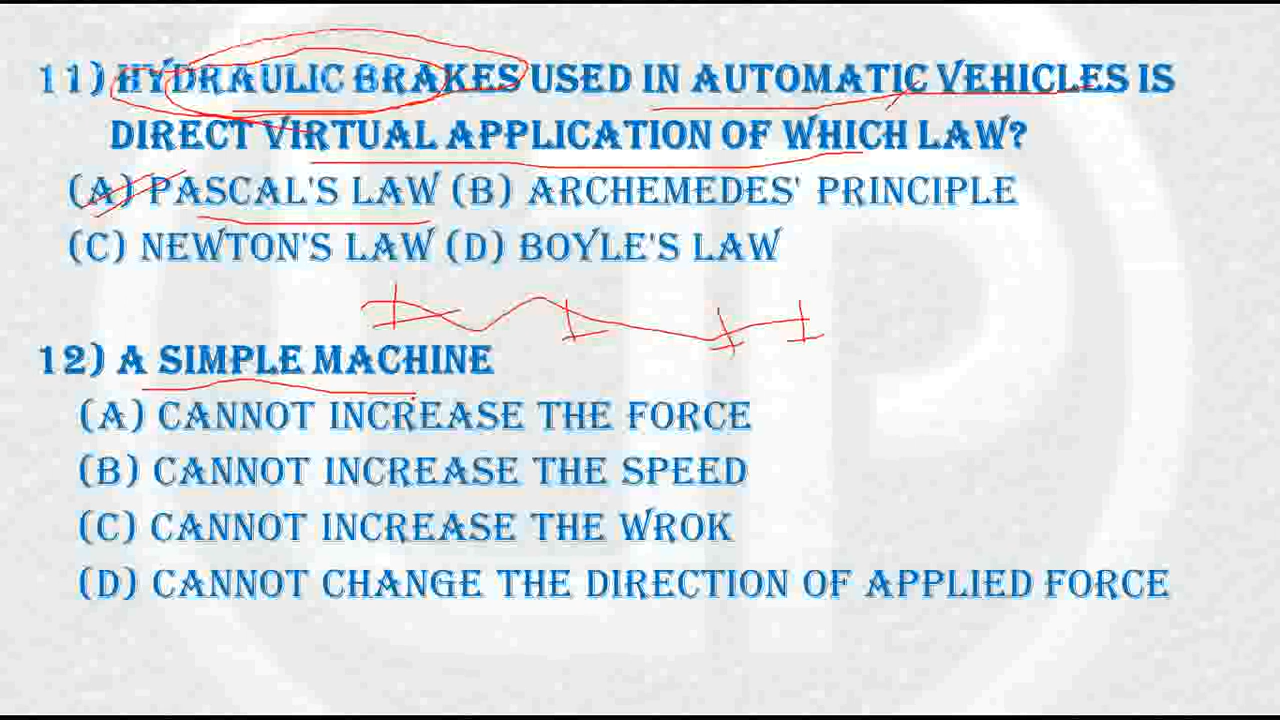 11) HYDRAULIC BRAKES USED IN AUTOMATIC VEHICLES IS
DIRECT VIRTUAL APPLICATION OF WHICH LAW?
(A) PASCAL'S LAW (B) ARCHEMEDES' PRINCIPLE
(C) NEWTON'S LAW (D) BOYLE'S LAW
12) A SIMPLE MACHINE
(A) CANNOT INCREASE THE FORCE
(B) CANNOT INCREASE THE SPEED
(C) CANNOT INCREASE THE WROK
(D) CANNOT CHANGE THE DIRECTION OF APPLIED FORCE